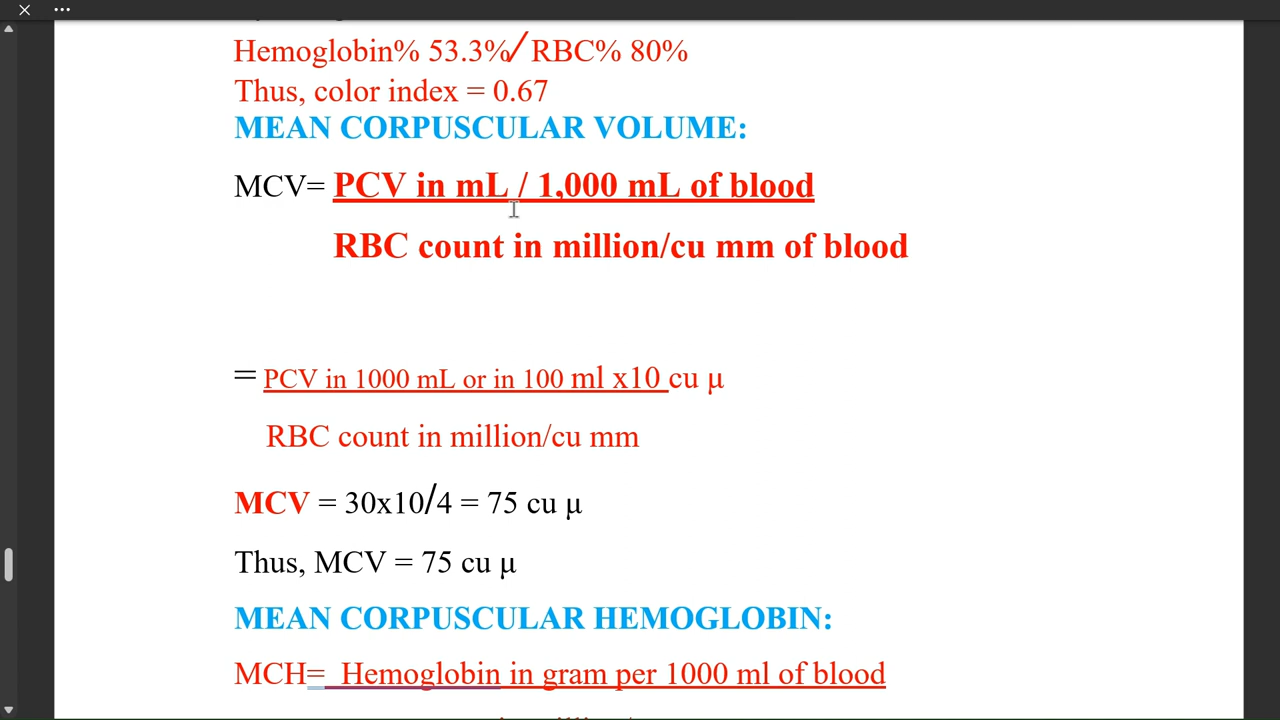 Hemoglobin% 53.3%/ RBC% 80%
Thus, color index = 0.67
MEAN CORPUSCULAR VOLUME:
MCV= PCV in mL / 1,000 mL of blood
RBC count in million/cu mm of blood
= PCV in 1000 mL or in 100 ml x10 cu μ
RBC count in million/cu mm
MCV = 30x10/4 = 75 cu μ
Thus, MCV = 75 cu μ
MEAN CORPUSCULAR HEMOGLOBIN:
MCH= Hemoglobin in gram per 1000 ml of blood